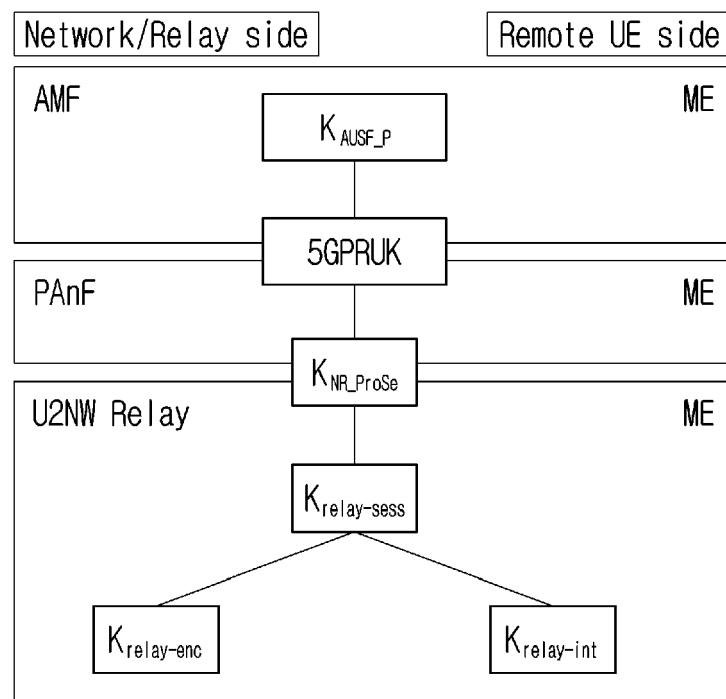 Network/Relay side
Remote UE side
AMF
ME
K_AUSF_P
5GPRUK
PAnF
ME
K_NR_ProSe
U2NW Relay
ME
K_relay-sess
K_relay-enc
K_relay-int